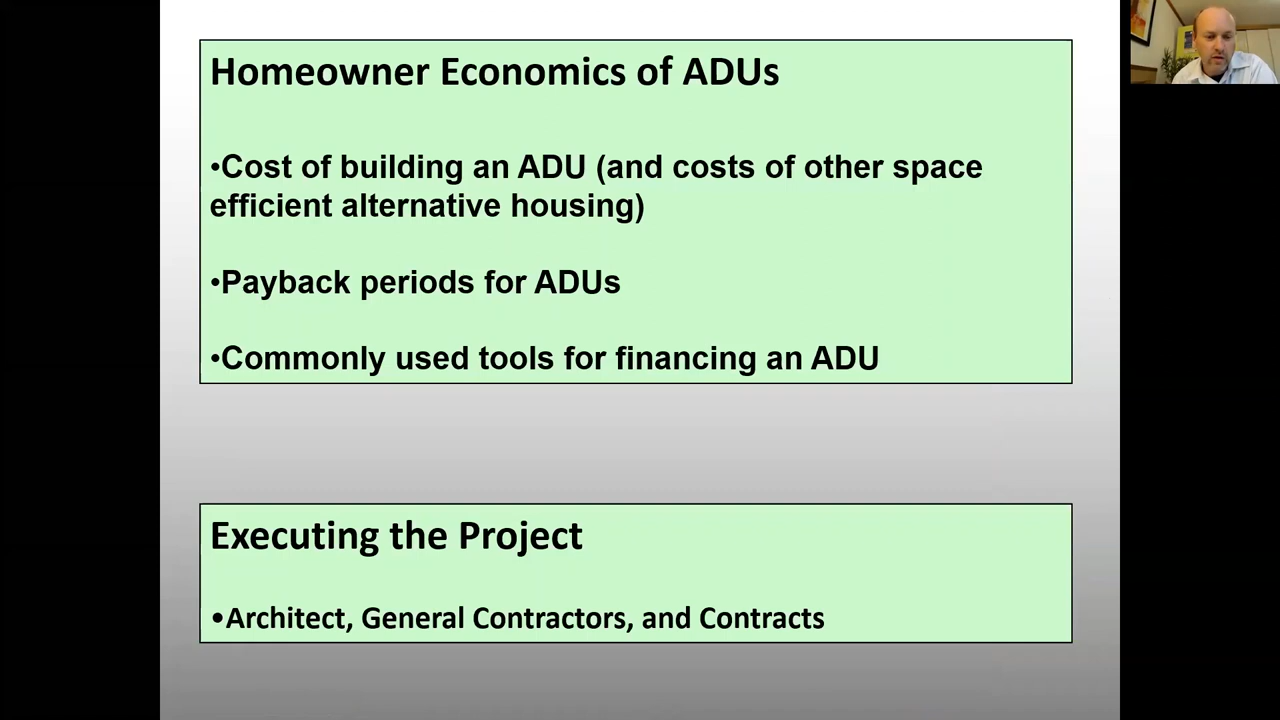 Homeowner Economics of ADUs
•Cost of building an ADU (and costs of other space
efficient alternative housing)
•Payback periods for ADUs
•Commonly used tools for financing an ADU
Executing the Project
•Architect, General Contractors, and Contracts